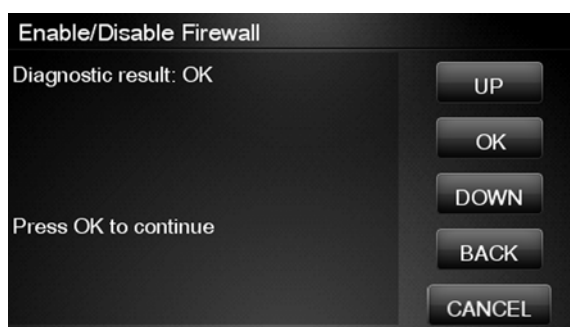 Enable/Disable Firewall
Diagnostic result: OK
Press OK to continue
UP
OK
DOWN
BACK
CANCEL